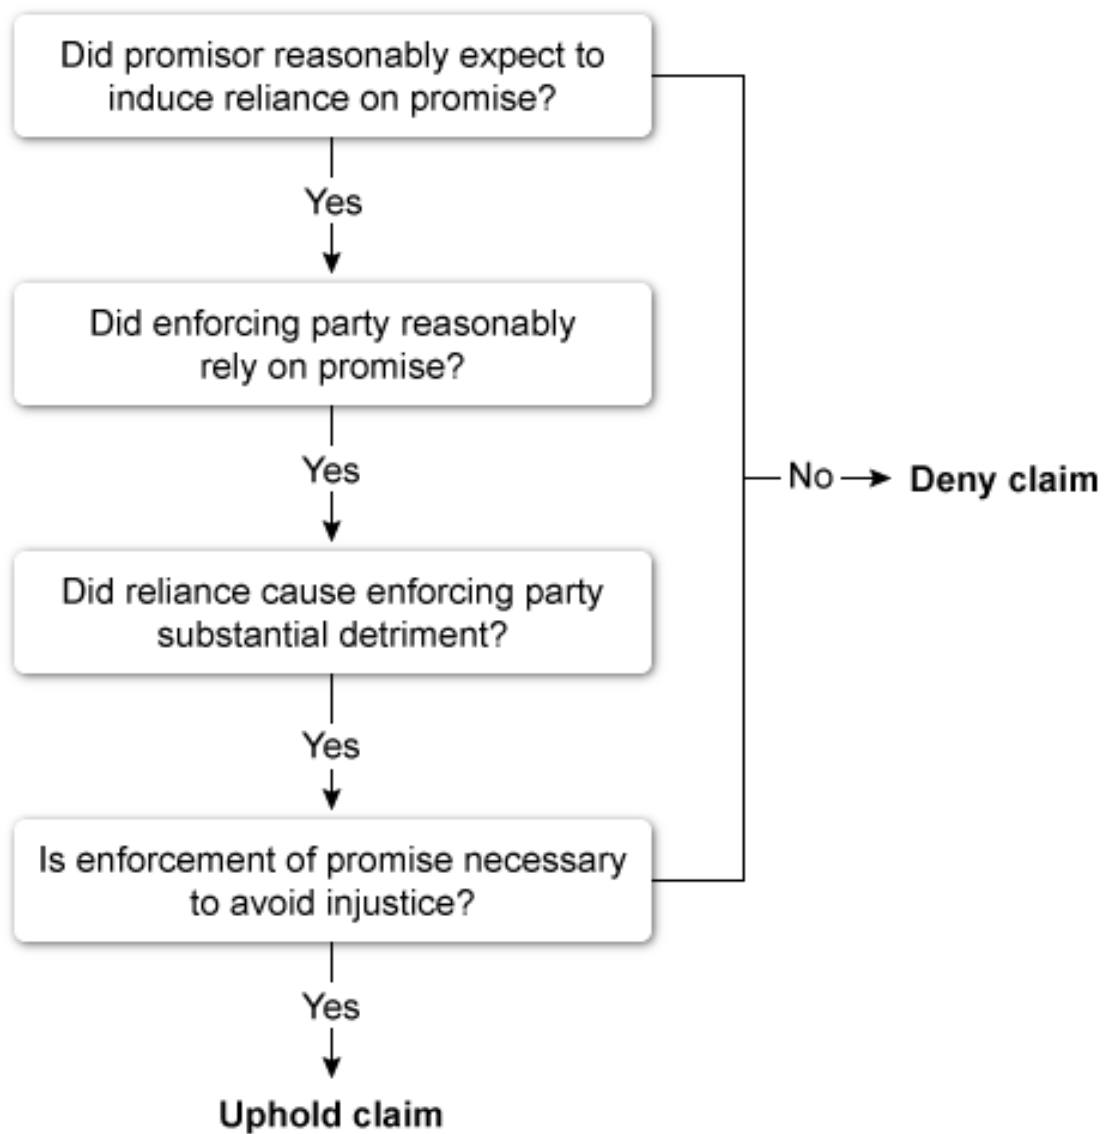 Did promisor reasonably expect to
induce reliance on promise?
Yes
Did enforcing party reasonably
rely on promise?
Yes
No
Deny claim
Did reliance cause enforcing party
substantial detriment?
Yes
Is enforcement of promise necessary
to avoid injustice?
Yes
Uphold claim